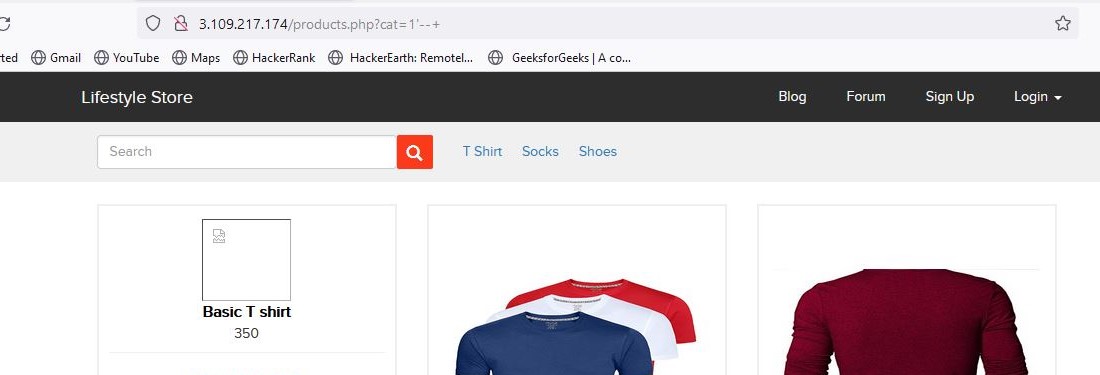 3.109.217.174/products.php?cat=1'--+
rted Gmail YouTube Maps HackerRank HackerEarth: Remotel... GeeksforGeeks | A co...
Lifestyle Store Blog Forum Sign Up Login
Search T Shirt Socks Shoes
Basic T shirt
350